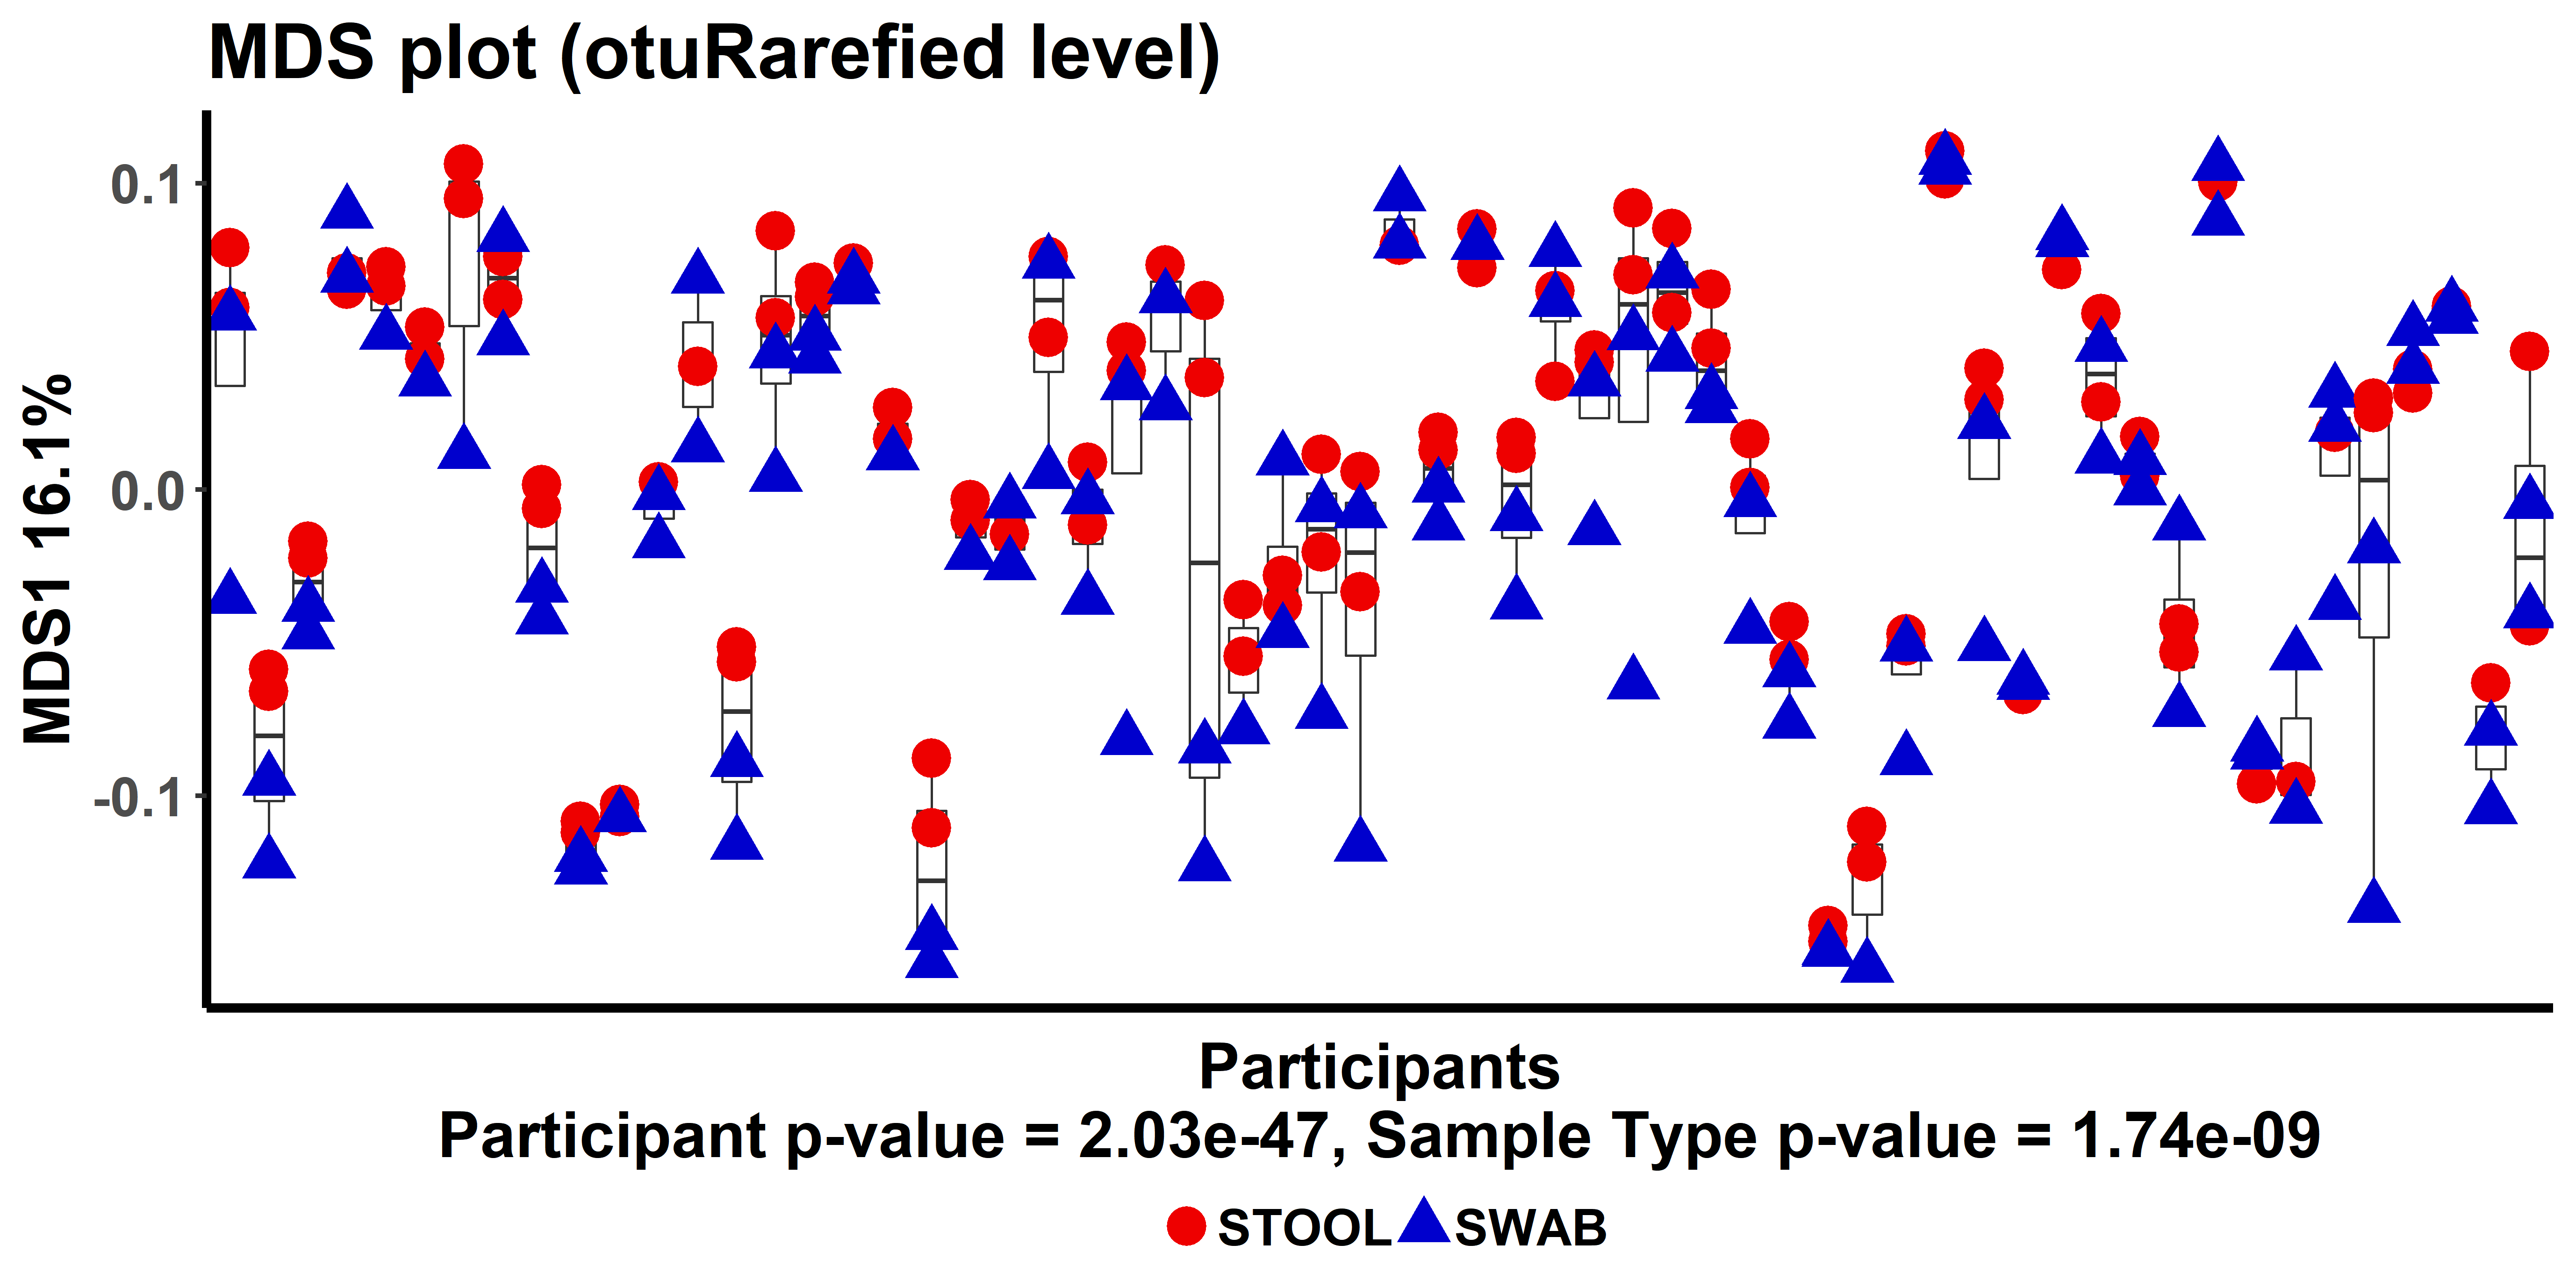 MDS plot (otuRarefied level)
MDS1 16.1%
0.1
0.0
-0.1
Participants
Participant p-value = 2.03e-47, Sample Type p-value = 1.74e-09
STOOL SWAB